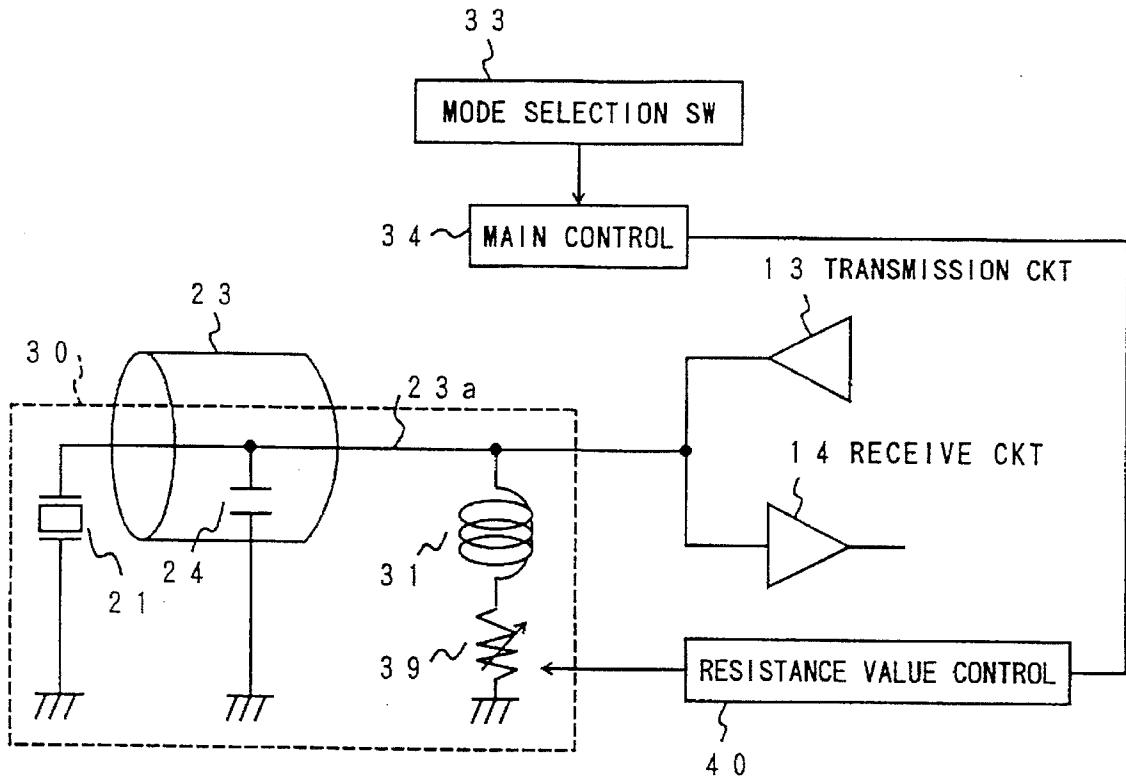 33
MODE SELECTION SW
34
MAIN CONTROL
13 TRANSMISSION CKT
23
30
23a
14 RECEIVE CKT
24
31
21
39
RESISTANCE VALUE CONTROL
40